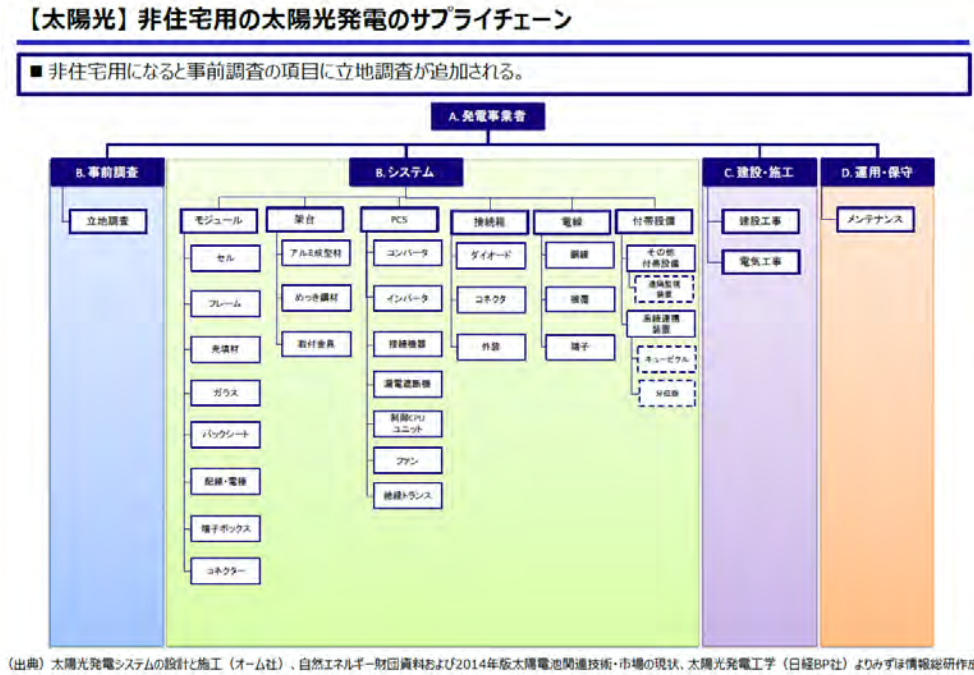 【太陽光】非住宅用の太陽光発電のサプライチェーン
■ 非住宅用になると事前調査の項目に立地調査が追加される。
A. 発電事業者
B. 事前調査
立地調査
B. システム
モジュール
セル
フレーム
充填材
ガラス
バックシート
配線・電極
端子ボックス
コネクター
架台
アルミ成型材
めっき鋼材
取付金具
PCS
コンバータ
インバータ
接続機器
漏電遮断機
制御CPU
ユニット
ファン
絶縁トランス
接続箱
ダイオード
コネクタ
外装
電線
銅線
被覆
端子
付帯設備
その他
付帯設備
遠隔監視
装置
系統連携
装置
キュービクル
分電盤
C. 建設・施工
建設工事
電気工事
D. 運用・保守
メンテナンス
（出典）太陽光発電システムの設計と施工（オーム社）、自然エネルギー財団資料および2014年版太陽電池関連技術・市場の現状、太陽光発電工学（日経BP社）よりみずほ情報総研作成